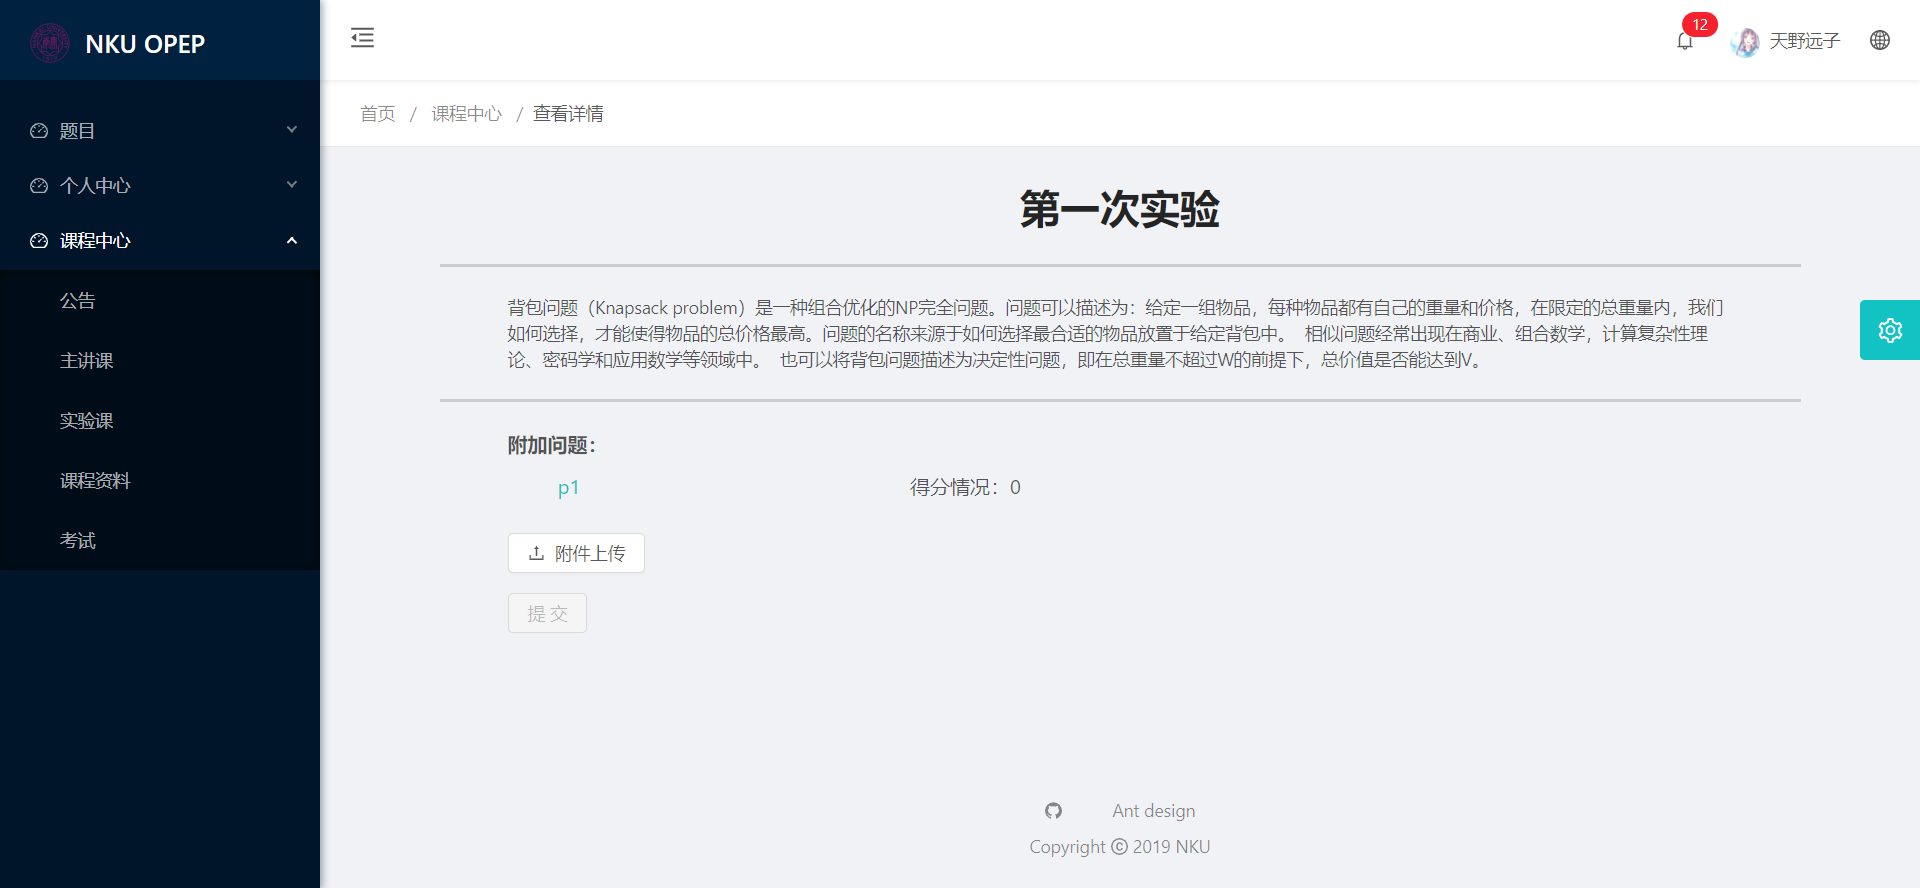 NKU OPEP
12
天野远子
首页 / 课程中心 / 查看详情
题目
个人中心
课程中心
公告
主讲课
实验课
课程资料
考试
第一次实验
背包问题（Knapsack problem）是一种组合优化的NP完全问题。问题可以描述为：给定一组物品，每种物品都有自己的重量和价格，在限定的总重量内，我们
如何选择，才能使得物品的总价格最高。问题的名称来源于如何选择最合适的物品放置于给定背包中。 相似问题经常出现在商业、组合数学，计算复杂性理
论、密码学和应用数学等领域中。 也可以将背包问题描述为决定性问题，即在总重量不超过W的前提下，总价值是否能达到V。
附加问题：
p1 得分情况：0
附件上传
提 交
Ant design
Copyright © 2019 NKU